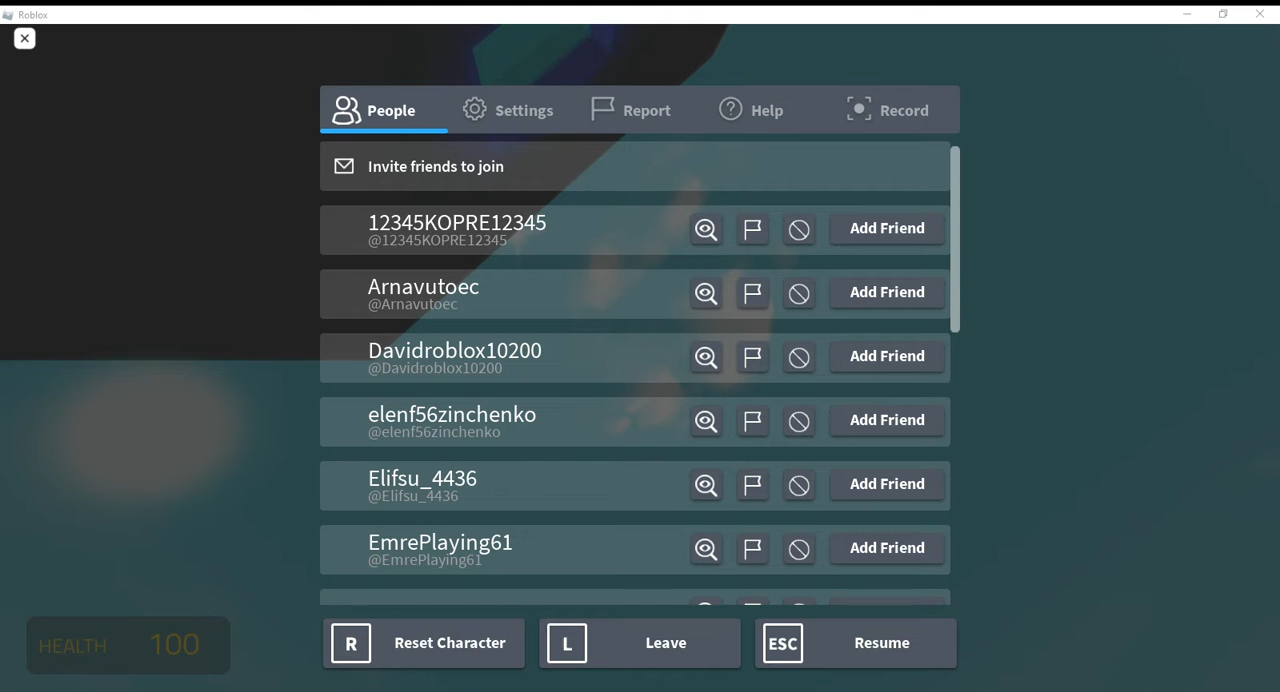 Roblox
People Settings Report Help Record
Invite friends to join
12345KOPRE12345
@12345KOPRE12345
Add Friend
Arnavutoec
@Arnavutoec
Add Friend
Davidroblox10200
@Davidroblox10200
Add Friend
elenf56zinchenko
@elenf56zinchenko
Add Friend
Elifsu_4436
@Elifsu_4436
Add Friend
EmrePlaying61
@EmrePlaying61
Add Friend
HEALTH 100
R Reset Character L Leave ESC Resume